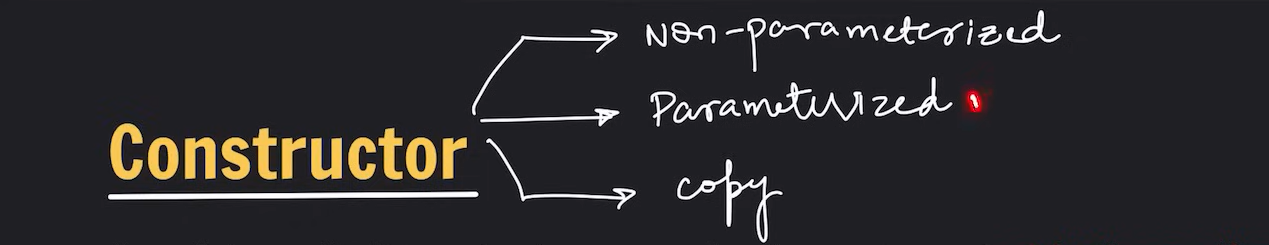 Non-parameterized
Parameterized
Constructor
copy